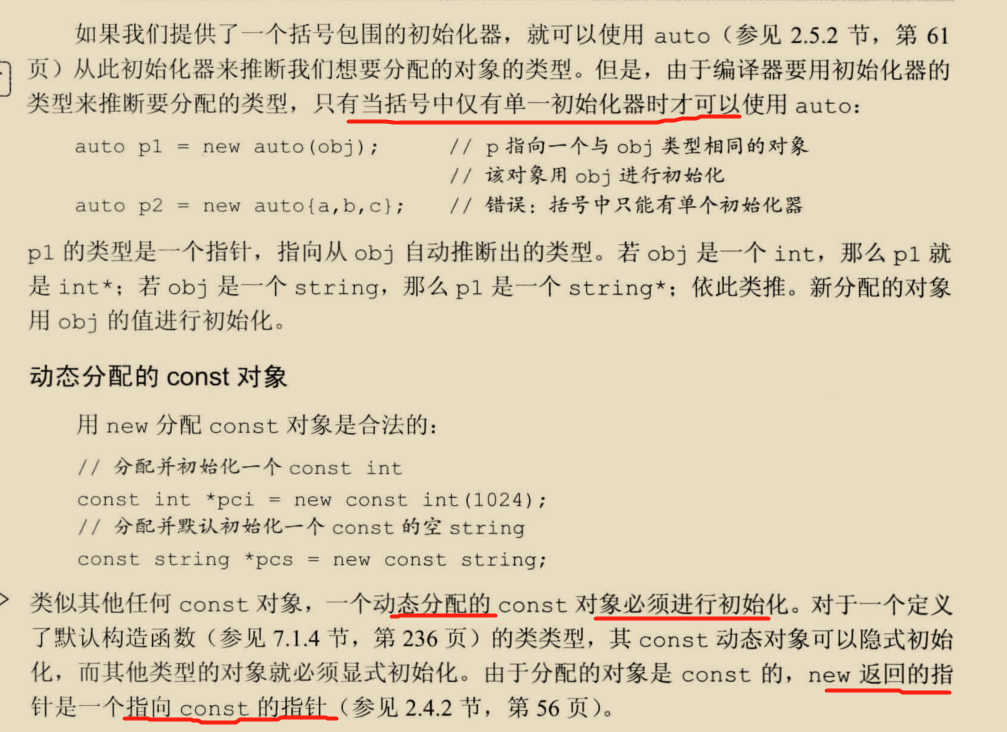 如果我们提供了一个括号包围的初始化器，就可以使用 auto（参见 2.5.2 节，第 61
页）从此初始化器来推断我们想要分配的对象的类型。但是，由于编译器要用初始化器的
类型来推断要分配的类型，只有当括号中仅有单一初始化器时才可以使用 auto：
auto p1 = new auto(obj); // p 指向一个与 obj 类型相同的对象
// 该对象用 obj 进行初始化
auto p2 = new auto{a,b,c}; // 错误：括号中只能有单个初始化器
p1 的类型是一个指针，指向从 obj 自动推断出的类型。若 obj 是一个 int，那么 p1 就
是 int*；若 obj 是一个 string，那么 p1 是一个 string*；依此类推。新分配的对象
用 obj 的值进行初始化。
动态分配的 const 对象
用 new 分配 const 对象是合法的：
// 分配并初始化一个 const int
const int *pci = new const int(1024);
// 分配并默认初始化一个 const 的空 string
const string *pcs = new const string;
类似其他任何 const 对象，一个动态分配的 const 对象必须进行初始化。对于一个定义
了默认构造函数（参见 7.1.4 节，第 236 页）的类类型，其 const 动态对象可以隐式初始
化，而其他类型的对象就必须显式初始化。由于分配的对象是 const 的，new 返回的指
针是一个指向 const 的指针（参见 2.4.2 节，第 56 页）。